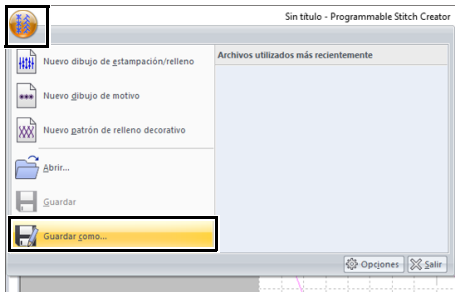 Sin título - Programmable Stitch Creator
Nuevo dibujo de estampación/relleno
Archivos utilizados más recientemente
Nuevo dibujo de motivo
Nuevo patrón de relleno decorativo
Abrir...
Guardar
Guardar como...
Opciones
Salir